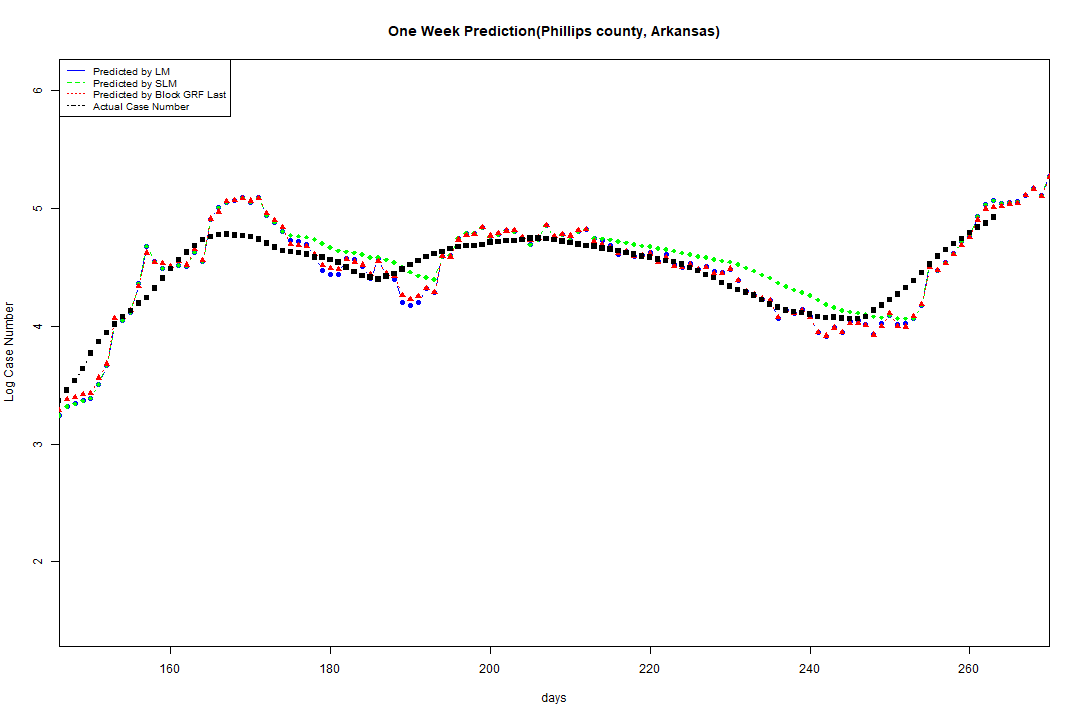 One Week Prediction(Phillips county, Arkansas)
Predicted by LM
Predicted by SLM
Predicted by Block GRF Last
Actual Case Number
6
5
4
3
2
Log Case Number
160 180 200 220 240 260
days